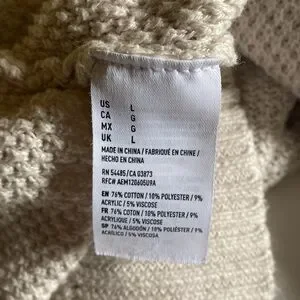 US L
CA G
MX G
UK L
MADE IN CHINA / FABRIQUÉ EN CHINE /
HECHO EN CHINA
RN 54485/CA 03873
RFC# AEM120605U9A
EN 76% COTTON / 10% POLYESTER / 9%
ACRYLIC / 5% VISCOSE
FR 76% COTON / 10% POLYESTER / 9%
ACRYLIQUE / 5% VISCOSE
SP 76% ALGODÓN / 10% POLIÉSTER / 9%
ACRÍLICO / 5% VISCOSA